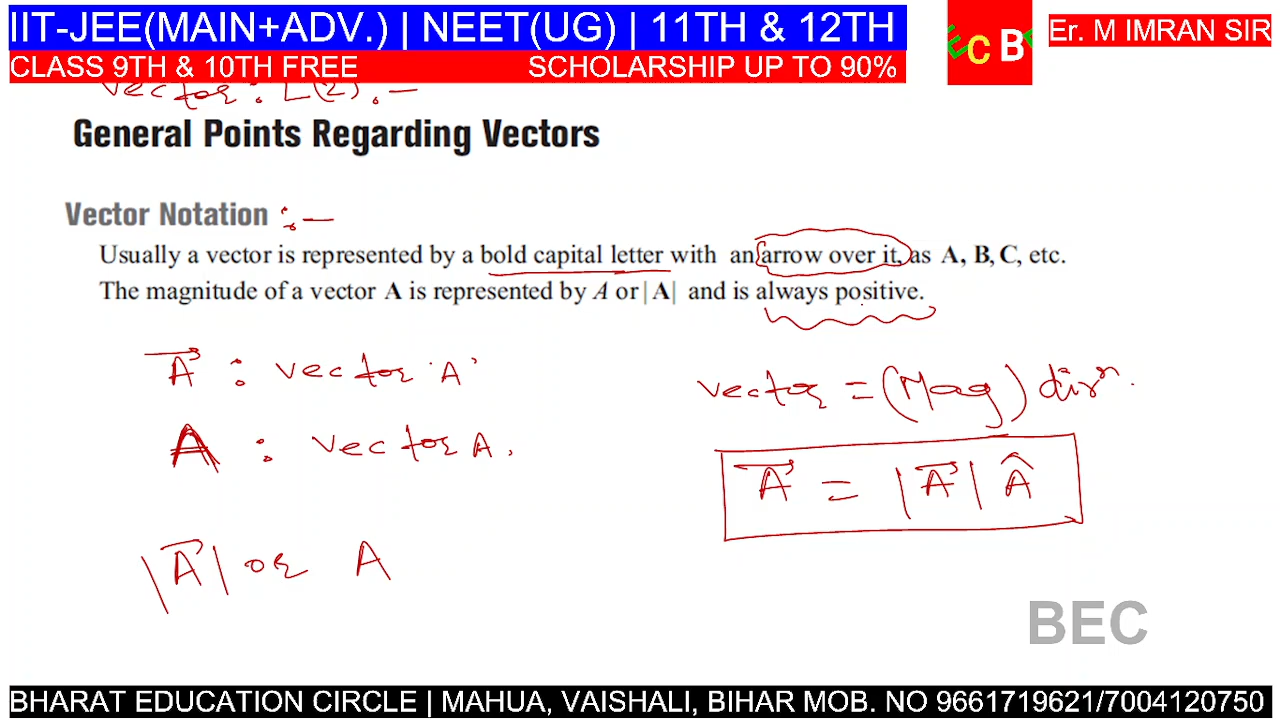 IIT-JEE(MAIN+ADV.) | NEET(UG) | 11TH & 12TH
CLASS 9TH & 10TH FREE SCHOLARSHIP UP TO 90%
ECB
Er. M IMRAN SIR
Vector : L(2) :-
General Points Regarding Vectors
Vector Notation :-
Usually a vector is represented by a bold capital letter with an arrow over it, as A, B, C, etc.
The magnitude of a vector A is represented by A or | A | and is always positive.
A⃗ : vector 'A'
A : vector A.
|A⃗| or A
vector = (Mag) dirⁿ.
A⃗ = |A⃗| Â
BEC
BHARAT EDUCATION CIRCLE | MAHUA, VAISHALI, BIHAR MOB. NO 9661719621/7004120750